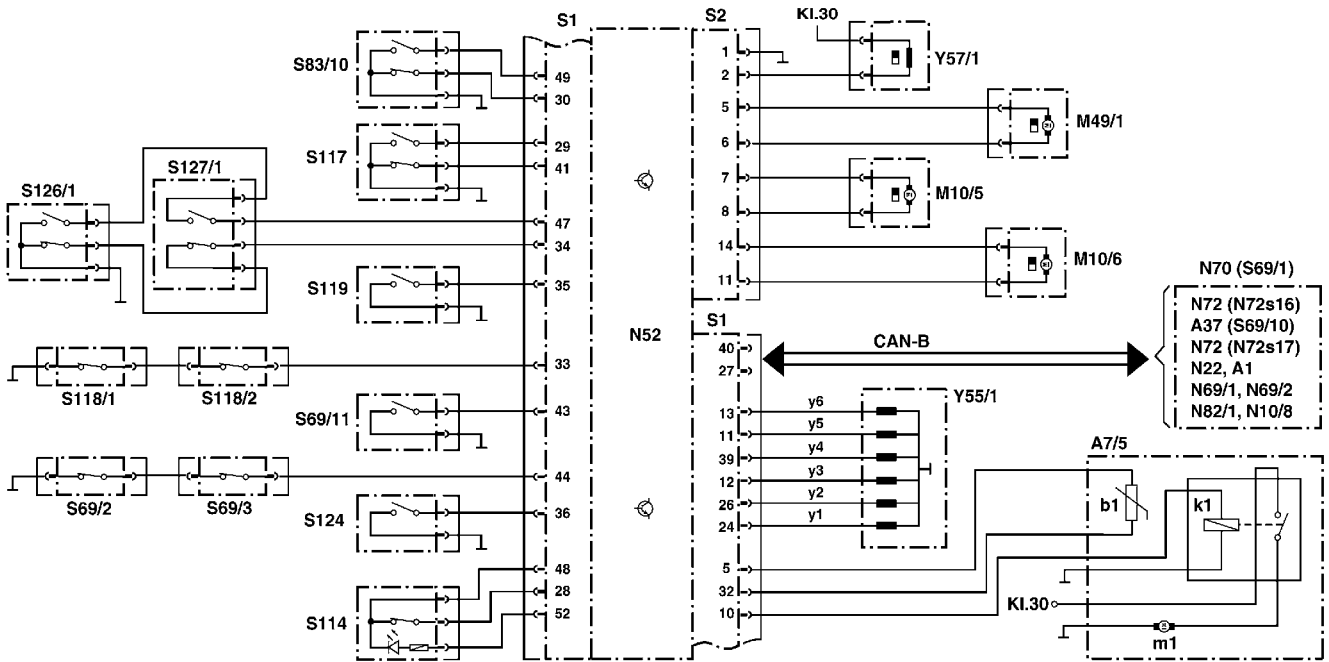 S1
S2
Kl.30
S83/10
49
30
1
2
Y57/1
S117
29
41
5
6
M49/1
S126/1
S127/1
47
34
7
8
M10/5
14
11
M10/6
S119
35
N52
S1
40
27
CAN-B
N70 (S69/1)
N72 (N72s16)
A37 (S69/10)
N72 (N72s17)
N22, A1
N69/1, N69/2
N82/1, N10/8
S118/1
S118/2
33
S69/11
43
13
11
39
12
26
24
y6
y5
y4
y3
y2
y1
Y55/1
S69/2
S69/3
44
S124
36
A7/5
b1
k1
S114
48
28
52
5
32
10
Kl.30
m1